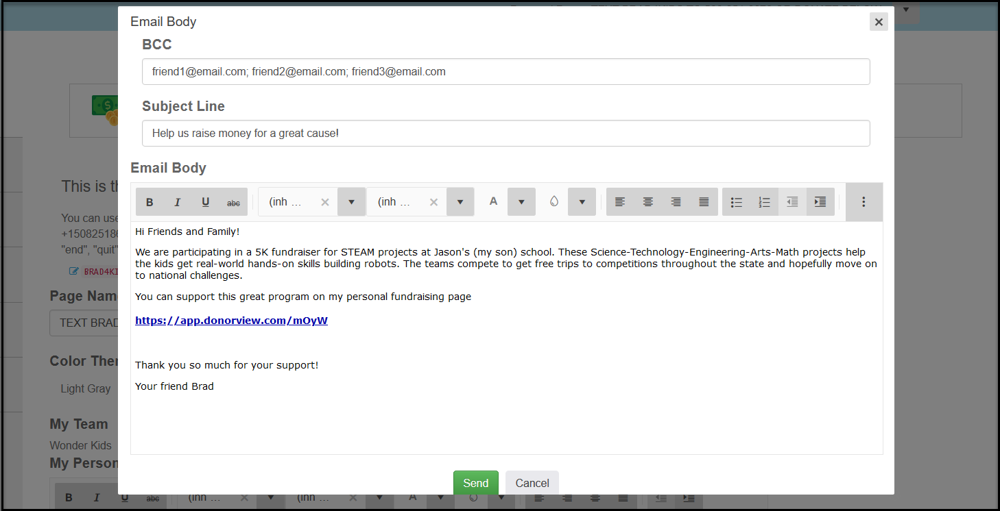 Email Body
BCC
friend1@email.com; friend2@email.com; friend3@email.com
Subject Line
Help us raise money for a great cause!
Email Body
B I U abc (inh ... (inh ... A
Hi Friends and Family!
We are participating in a 5K fundraiser for STEAM projects at Jason's (my son) school. These Science-Technology-Engineering-Arts-Math projects help
the kids get real-world hands-on skills building robots. The teams compete to get free trips to competitions throughout the state and hopefully move on
to national challenges.
You can support this great program on my personal fundraising page
https://app.donorview.com/mOyW
Thank you so much for your support!
Your friend Brad
Send Cancel
This is th
You can use
+150825186
"end", "quit"
BRAD4KI
Page Nam
TEXT BRAD
Color The
Light Gray
My Team
Wonder Kids
My Person
B I U abc (inh ... (inh ... A